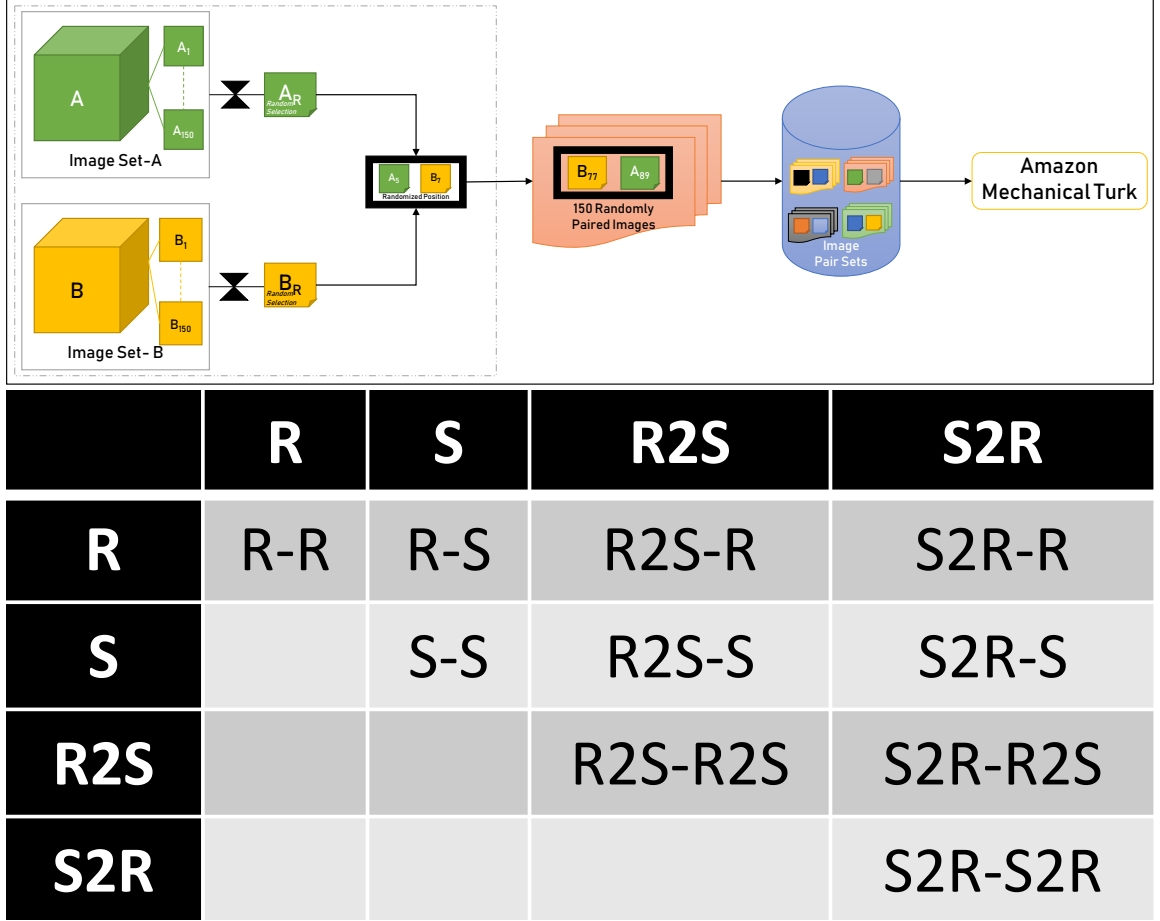 A
A1
A150
Image Set-A
AR
Random
Selection
B
B1
B150
Image Set- B
BR
Random
Selection
A5
B7
Randomized Position
B77
A89
150 Randomly
Paired Images
Image
Pair Sets
Amazon
Mechanical Turk
R S R2S S2R
R R-R R-S R2S-R S2R-R
S S-S R2S-S S2R-S
R2S R2S-R2S S2R-R2S
S2R S2R-S2R